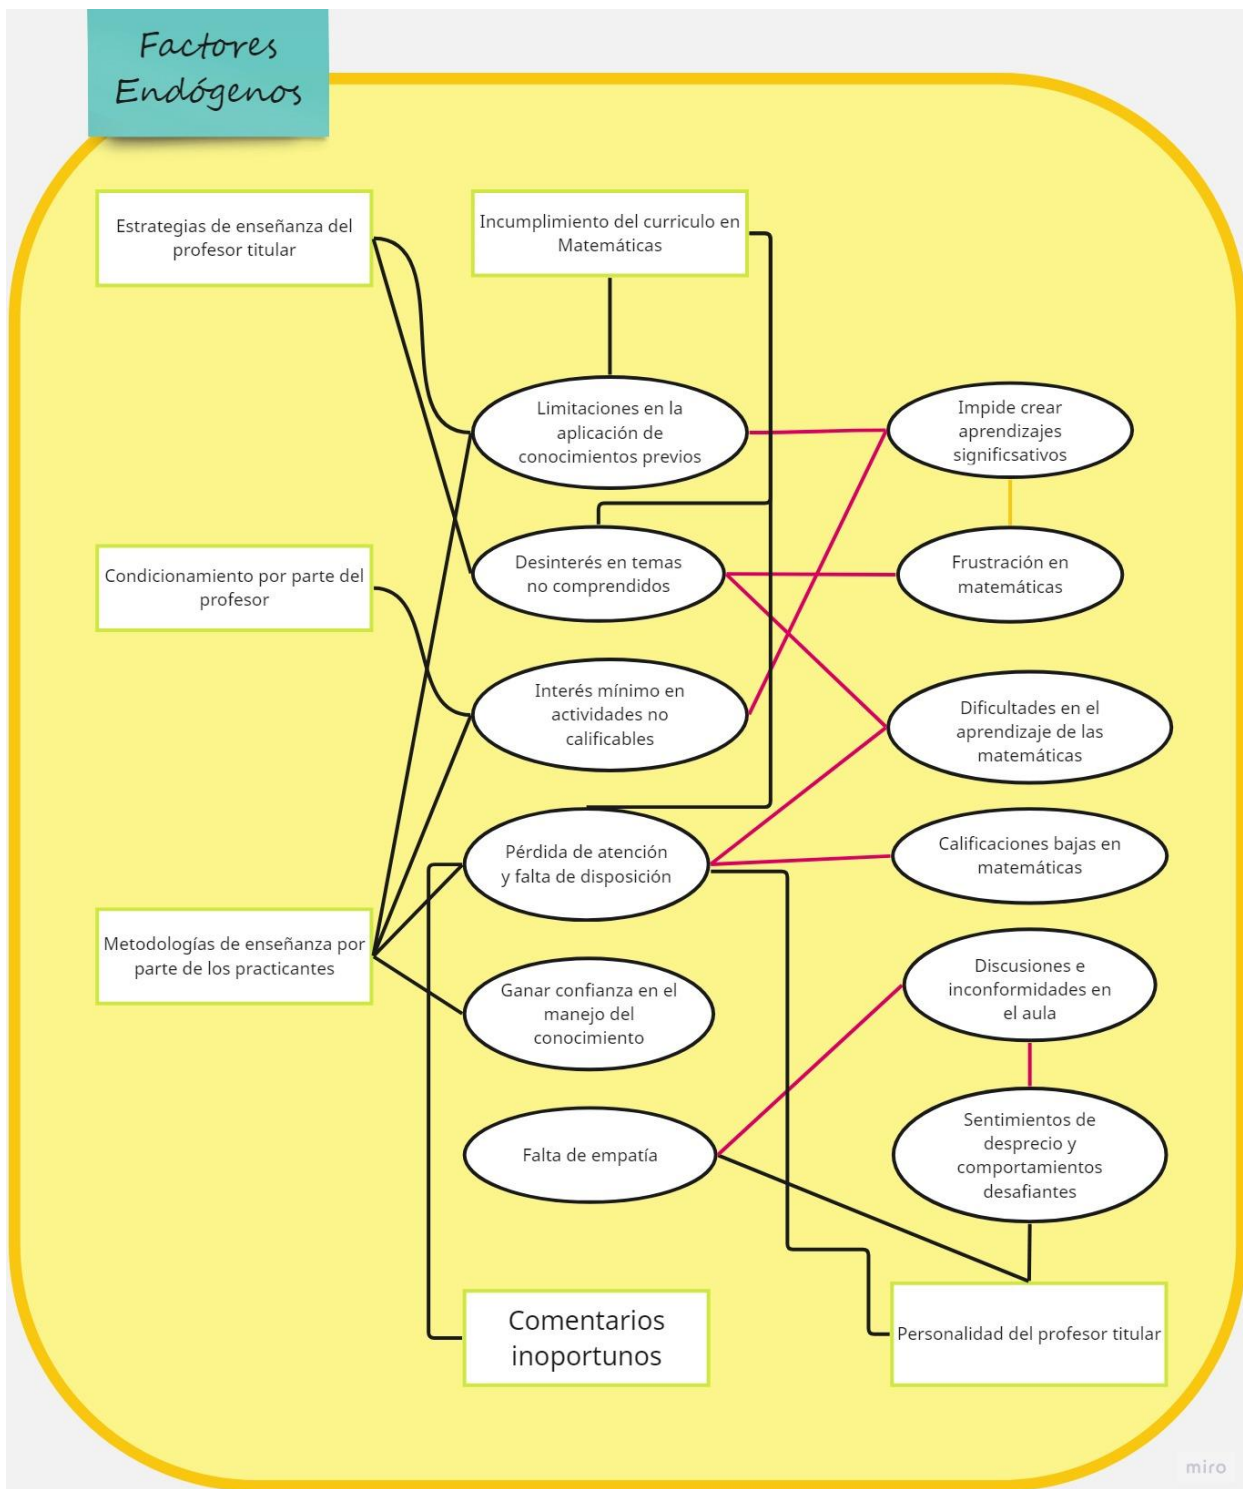 Factores
Endógenos
Estrategias de enseñanza del
profesor titular
Incumplimiento del curriculo en
Matemáticas
Limitaciones en la
aplicación de
conocimientos previos
Impide crear
aprendizajes
significsativos
Condicionamiento por parte del
profesor
Desinterés en temas
no comprendidos
Frustración en
matemáticas
Interés mínimo en
actividades no
calificables
Dificultades en el
aprendizaje de las
matemáticas
Pérdida de atención
y falta de disposición
Calificaciones bajas en
matemáticas
Metodologías de enseñanza por
parte de los practicantes
Ganar confianza en el
manejo del
conocimiento
Discusiones e
inconformidades en
el aula
Falta de empatía
Sentimientos de
desprecio y
comportamientos
desafiantes
Comentarios
inoportunos
Personalidad del profesor titular
miro